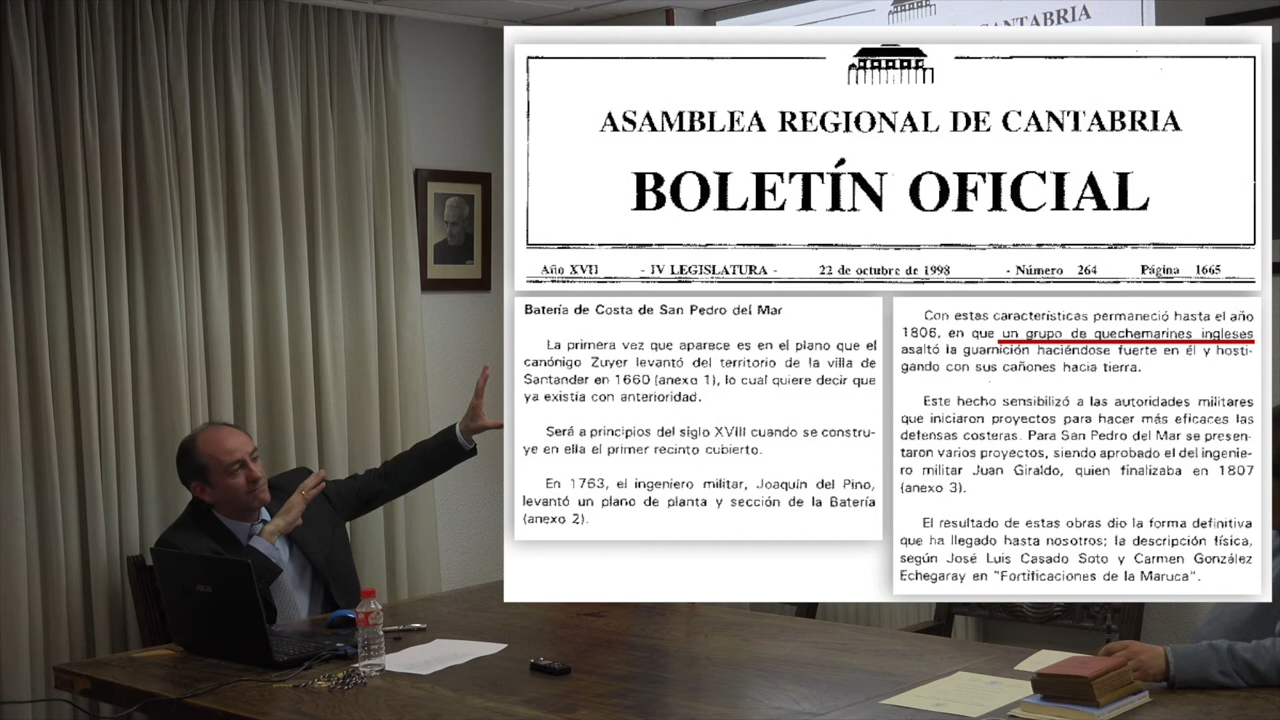 CANTABRIA
ASAMBLEA REGIONAL DE CANTABRIA
BOLETÍN OFICIAL
Año XVII - IV LEGISLATURA - 22 de octubre de 1998 - Número 264 Página 1665
Batería de Costa de San Pedro del Mar
La primera vez que aparece es en el plano que el
canónigo Zuyer levantó del territorio de la villa de
Santander en 1660 (anexo 1), lo cual quiere decir que
ya existía con anterioridad.
Será a principios del siglo XVIII cuando se constru-
ye en ella el primer recinto cubierto.
En 1763, el ingeniero militar, Joaquín del Pino,
levantó un plano de planta y sección de la Batería
(anexo 2).
Con estas características permaneció hasta el año
1806, en que un grupo de quechemarines ingleses
asaltó la guarnición haciéndose fuerte en él y hosti-
gando con sus cañones hacia tierra.
Este hecho sensibilizó a las autoridades militares
que iniciaron proyectos para hacer más eficaces las
defensas costeras. Para San Pedro del Mar se presen-
taron varios proyectos, siendo aprobado el del ingenie-
ro militar Juan Giraldo, quien finalizaba en 1807
(anexo 3).
El resultado de estas obras dio la forma definitiva
que ha llegado hasta nosotros; la descripción física,
según José Luis Casado Soto y Carmen González
Echegaray en "Fortificaciones de la Maruca".
ASUS